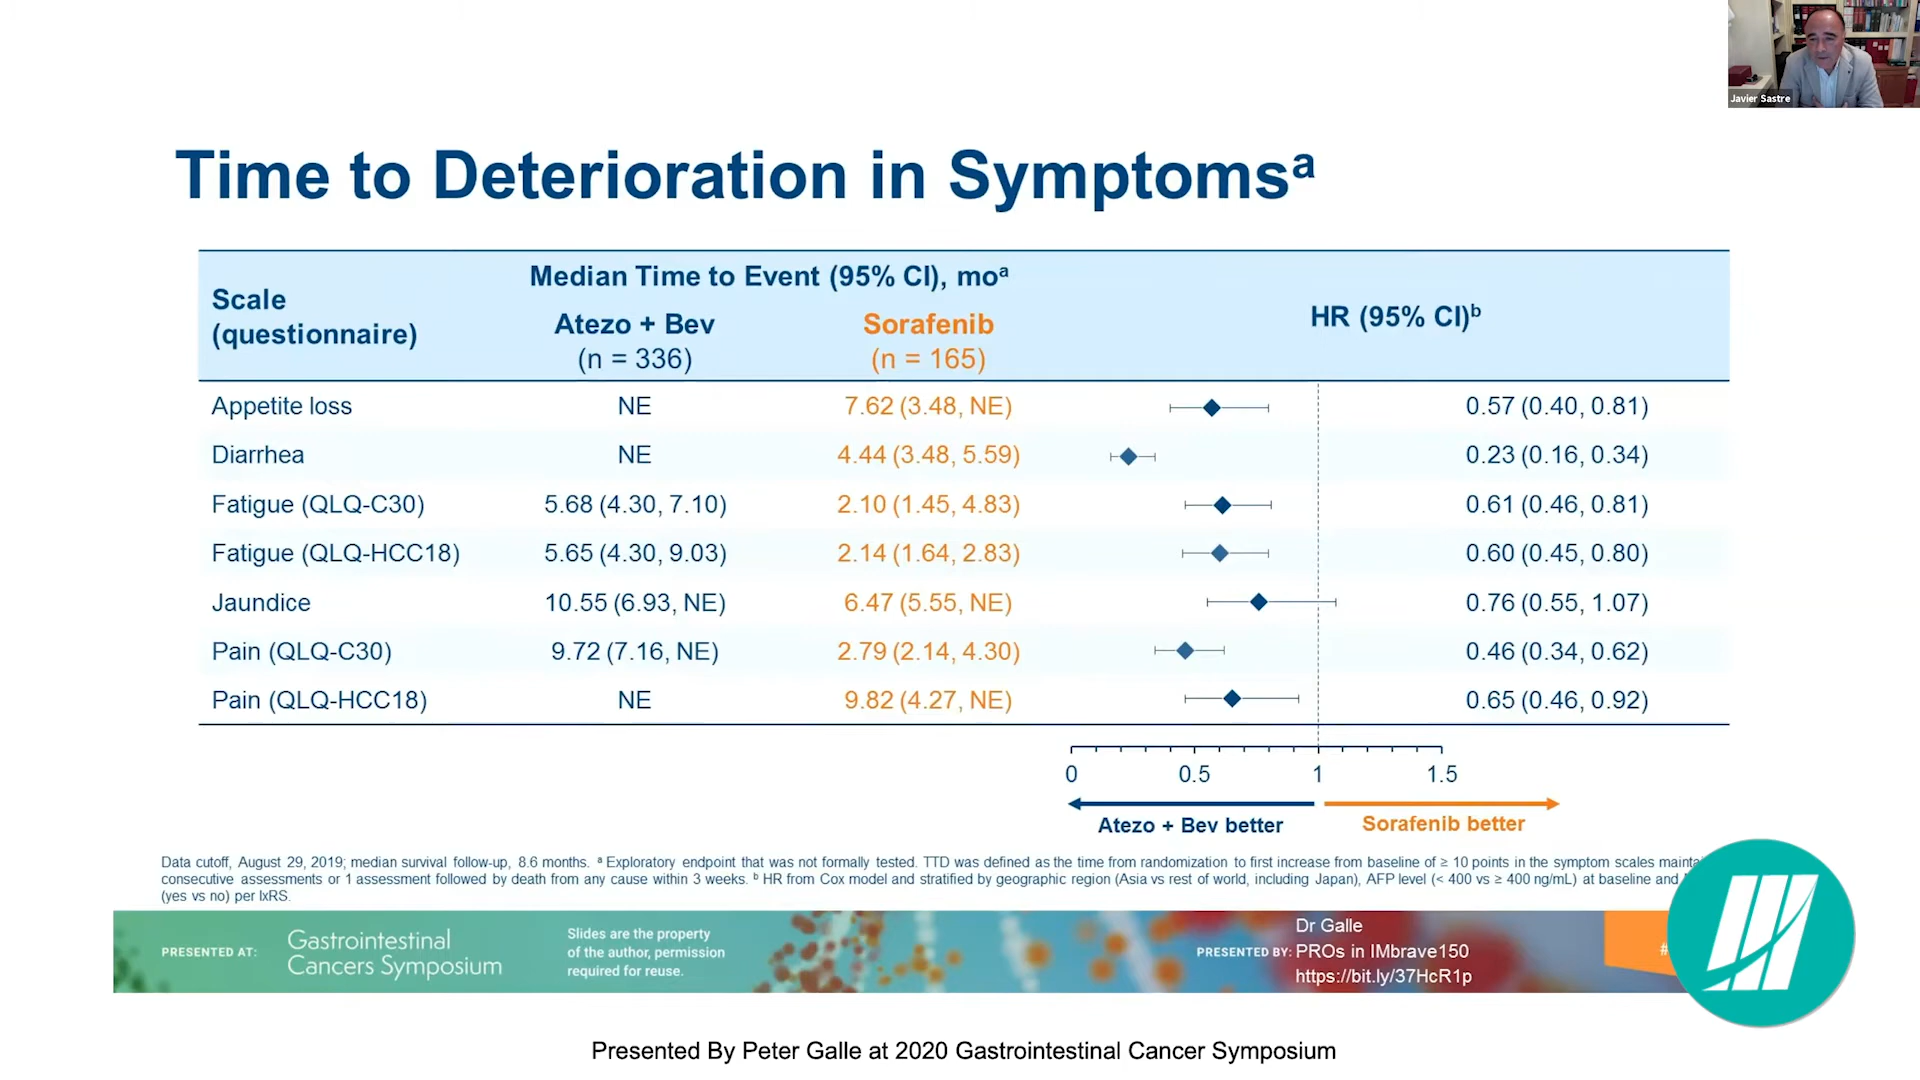 Javier Sastre
Time to Deterioration in Symptomsᵃ
Scale
(questionnaire)
Median Time to Event (95% CI), moᵃ
Atezo + Bev
(n = 336)
Sorafenib
(n = 165)
HR (95% CI)ᵇ
Appetite loss NE 7.62 (3.48, NE) 0.57 (0.40, 0.81)
Diarrhea NE 4.44 (3.48, 5.59) 0.23 (0.16, 0.34)
Fatigue (QLQ-C30) 5.68 (4.30, 7.10) 2.10 (1.45, 4.83) 0.61 (0.46, 0.81)
Fatigue (QLQ-HCC18) 5.65 (4.30, 9.03) 2.14 (1.64, 2.83) 0.60 (0.45, 0.80)
Jaundice 10.55 (6.93, NE) 6.47 (5.55, NE) 0.76 (0.55, 1.07)
Pain (QLQ-C30) 9.72 (7.16, NE) 2.79 (2.14, 4.30) 0.46 (0.34, 0.62)
Pain (QLQ-HCC18) NE 9.82 (4.27, NE) 0.65 (0.46, 0.92)
0 0.5 1 1.5
Atezo + Bev better Sorafenib better
Data cutoff, August 29, 2019; median survival follow-up, 8.6 months. ᵃ Exploratory endpoint that was not formally tested. TTD was defined as the time from randomization to first increase from baseline of ≥ 10 points in the symptom scales
consecutive assessments or 1 assessment followed by death from any cause within 3 weeks. ᵇ HR from Cox model and stratified by geographic region (Asia vs rest of world, including Japan), AFP level (< 400 vs ≥ 400 ng/mL) at baseline and
(yes vs no) per IxRS.
PRESENTED AT:
Gastrointestinal
Cancers Symposium
Slides are the property
of the author, permission
required for reuse.
PRESENTED BY:
Dr Galle
PROs in IMbrave150
https://bit.ly/37HcR1p
#
Presented By Peter Galle at 2020 Gastrointestinal Cancer Symposium